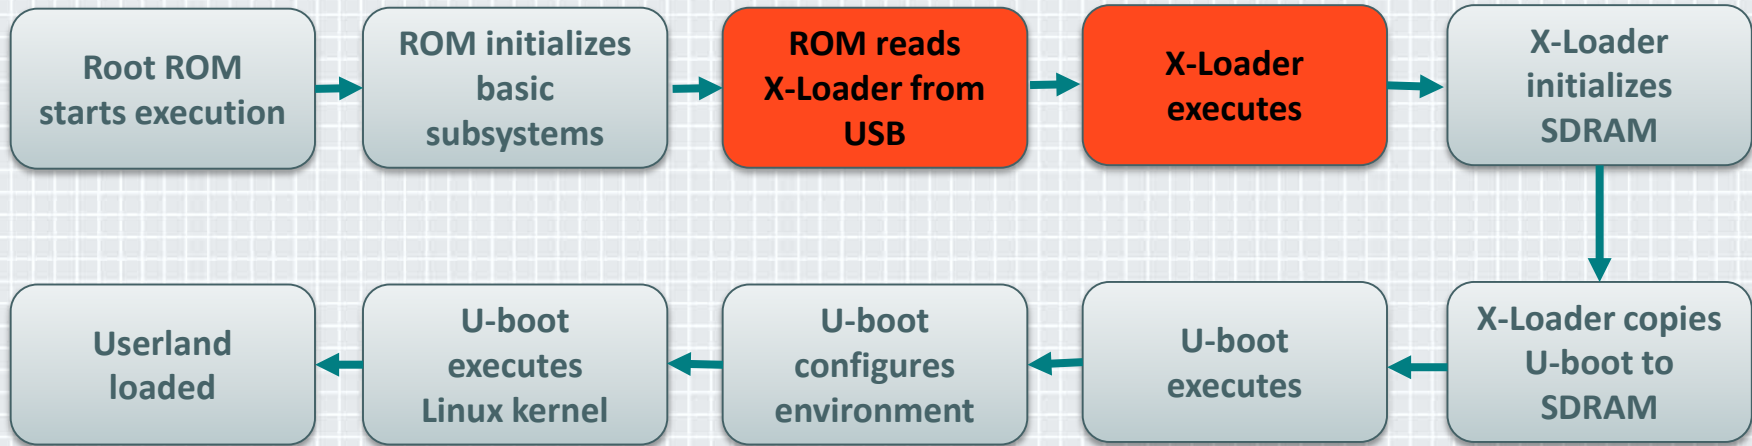 Root ROM
starts execution
ROM initializes
basic
subsystems
ROM reads
X-Loader from
USB
X-Loader
executes
X-Loader
initializes
SDRAM
X-Loader copies
U-boot to
SDRAM
U-boot
executes
U-boot
configures
environment
U-boot
executes
Linux kernel
Userland
loaded